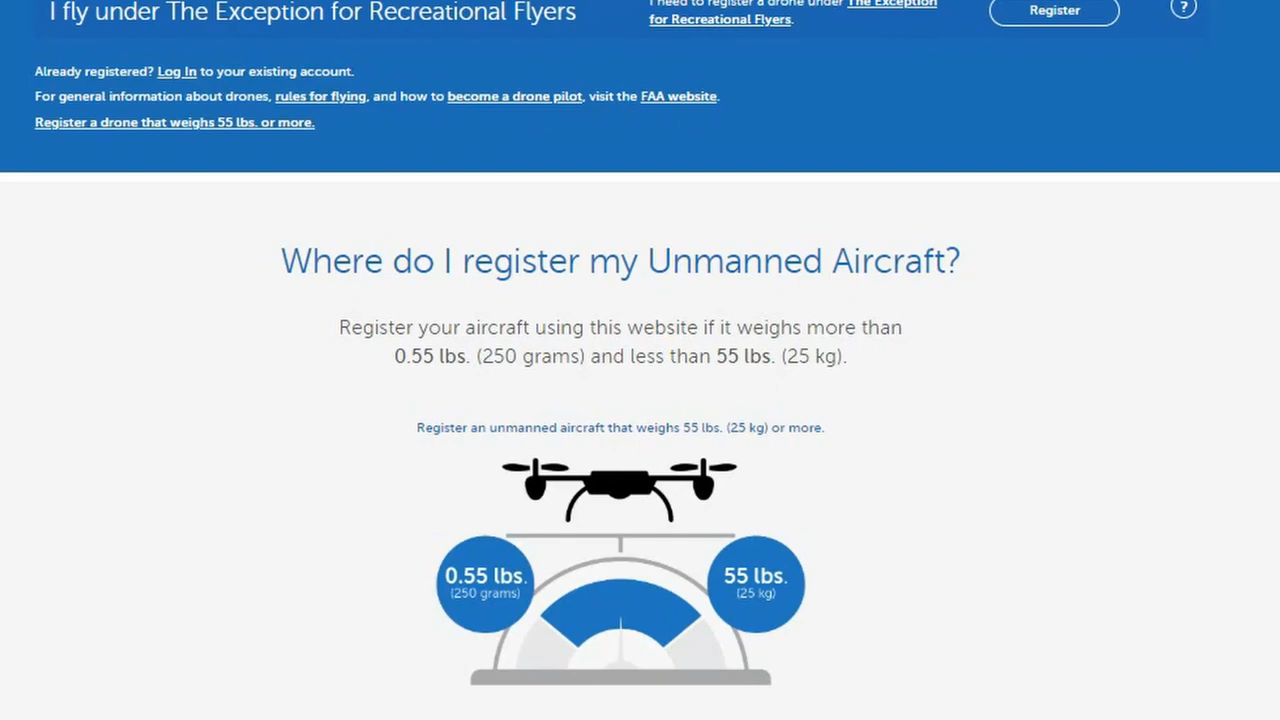 I fly under The Exception for Recreational Flyers
I need to register a drone under The Exception
for Recreational Flyers.
Register
?
Already registered? Log In to your existing account.
For general information about drones, rules for flying, and how to become a drone pilot, visit the FAA website.
Register a drone that weighs 55 lbs. or more.
Where do I register my Unmanned Aircraft?
Register your aircraft using this website if it weighs more than
0.55 lbs. (250 grams) and less than 55 lbs. (25 kg).
Register an unmanned aircraft that weighs 55 lbs. (25 kg) or more.
0.55 lbs.
(250 grams)
55 lbs.
(25 kg)